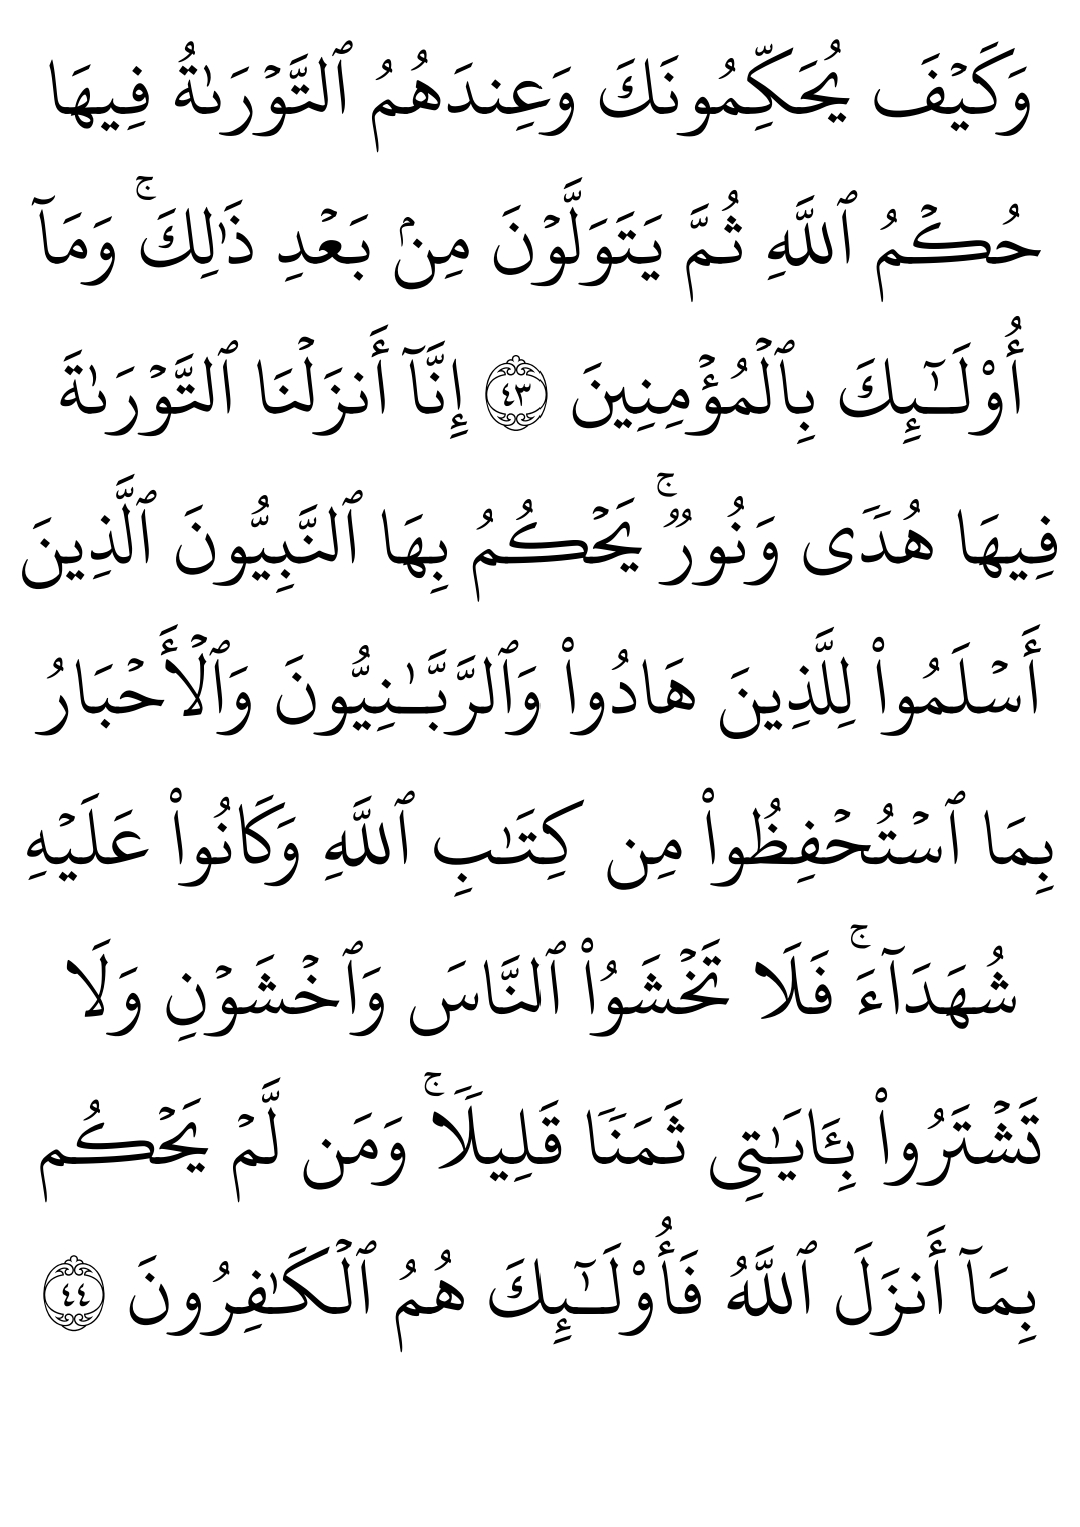 وَكَيۡفَ يُحَكِّمُونَكَ وَعِندَهُمُ ٱلتَّوۡرَىٰةُ فِيهَا
حُكۡمُ ٱللَّهِ ثُمَّ يَتَوَلَّوۡنَ مِنۢ بَعۡدِ ذَٰلِكَۚ وَمَآ
أُوْلَـٰٓئِكَ بِٱلۡمُؤۡمِنِينَ ٤٣ إِنَّآ أَنزَلۡنَا ٱلتَّوۡرَىٰةَ
فِيهَا هُدٗى وَنُورٞۚ يَحۡكُمُ بِهَا ٱلنَّبِيُّونَ ٱلَّذِينَ
أَسۡلَمُواْ لِلَّذِينَ هَادُواْ وَٱلرَّبَّـٰنِيُّونَ وَٱلۡأَحۡبَارُ
بِمَا ٱسۡتُحۡفِظُواْ مِن كِتَـٰبِ ٱللَّهِ وَكَانُواْ عَلَيۡهِ
شُهَدَآءَۚ فَلَا تَخۡشَوُاْ ٱلنَّاسَ وَٱخۡشَوۡنِ وَلَا
تَشۡتَرُواْ بِـَٔايَـٰتِى ثَمَنٗا قَلِيلٗاۚ وَمَن لَّمۡ يَحۡكُم
بِمَآ أَنزَلَ ٱللَّهُ فَأُوْلَـٰٓئِكَ هُمُ ٱلۡكَـٰفِرُونَ ٤٤